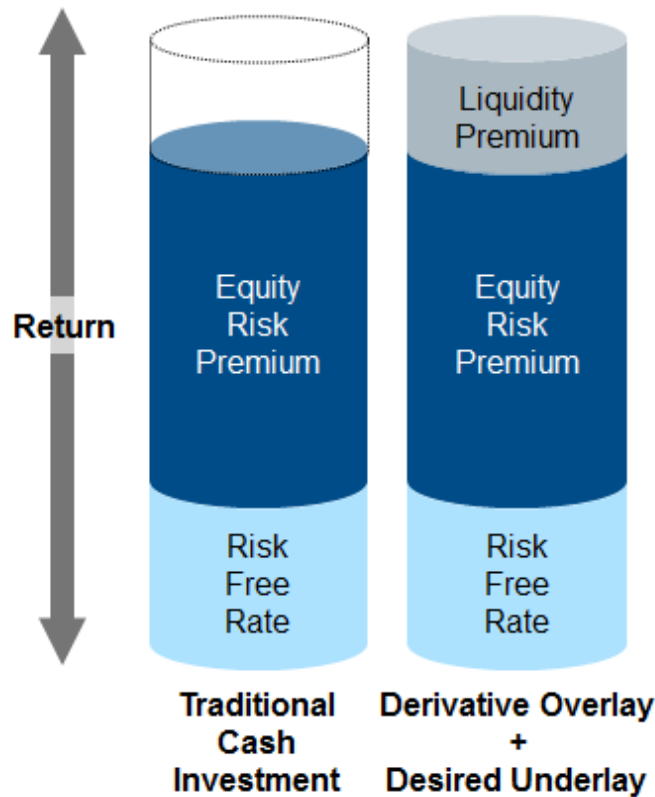 Liquidity
Premium
Equity
Risk
Premium
Equity
Risk
Premium
Return
Risk
Free
Rate
Risk
Free
Rate
Traditional
Cash
Investment
Derivative Overlay
+
Desired Underlay